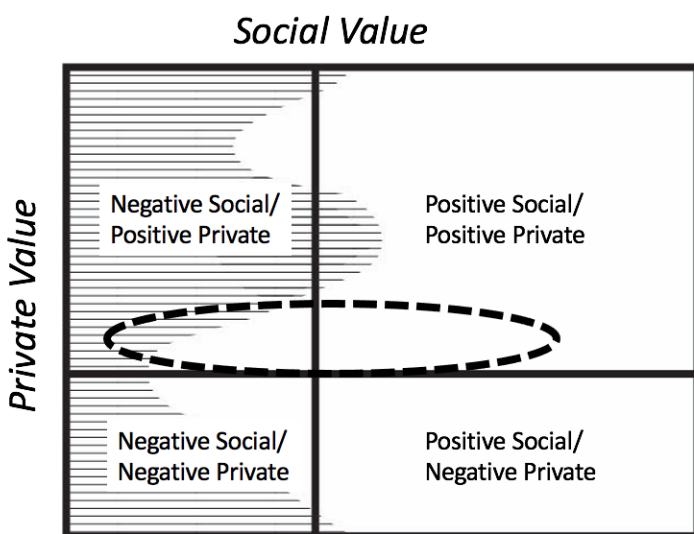 Social Value
Private Value
Negative Social/
Positive Private
Positive Social/
Positive Private
Negative Social/
Negative Private
Positive Social/
Negative Private